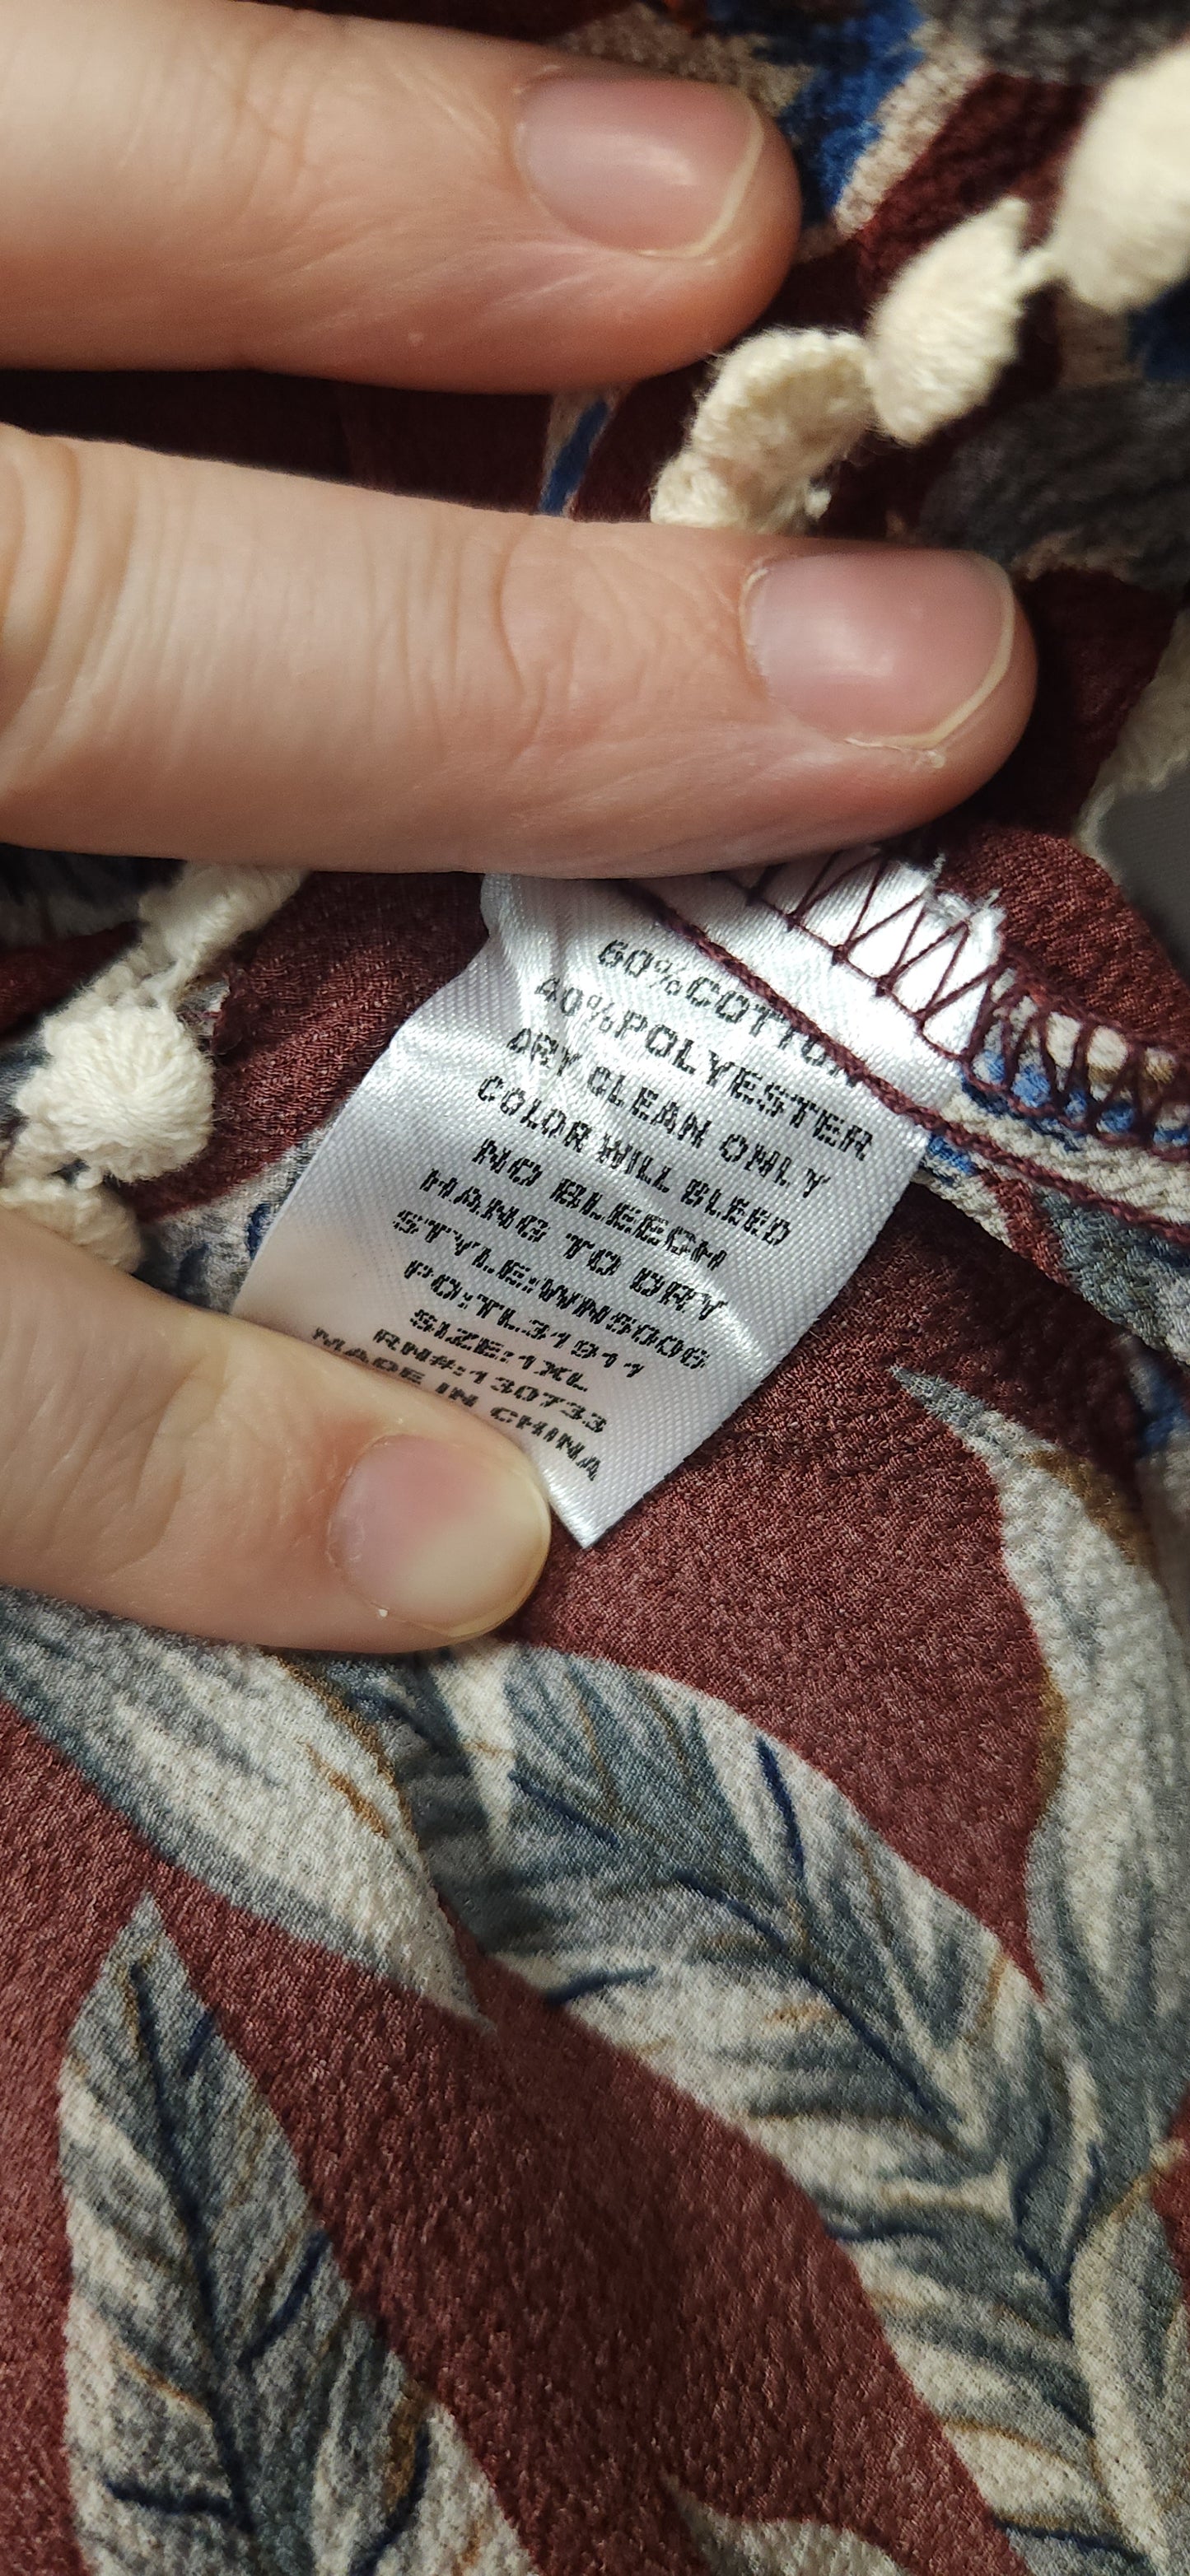 60%COTTON
40%POLYESTER
DRY CLEAN ONLY
COLOR WILL BLEED
NO BLEECH
HANG TO DRY
STYLE:WN5006
PO:TL31911
SIZE:1XL
RN#:130733
MADE IN CHINA